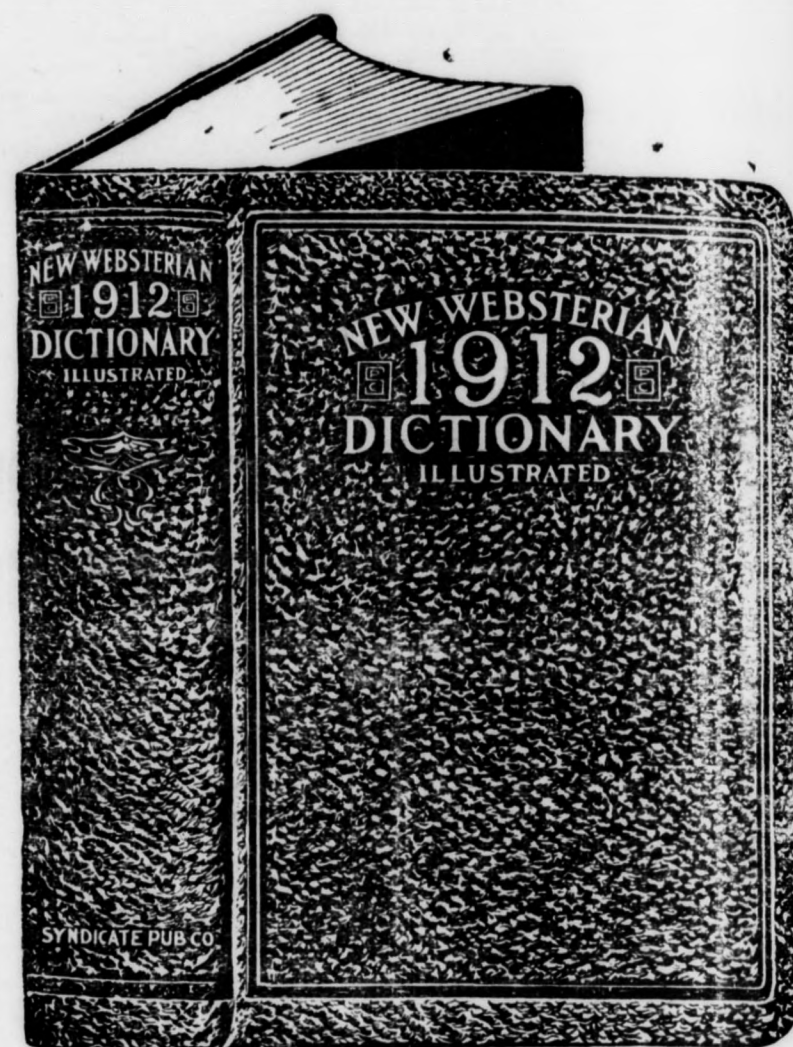 NEW WEBSTERIAN
1912
DICTIONARY
ILLUSTRATED
SYNDICATE PUB CO
NEW WEBSTERIAN
1912
DICTIONARY
ILLUSTRATED